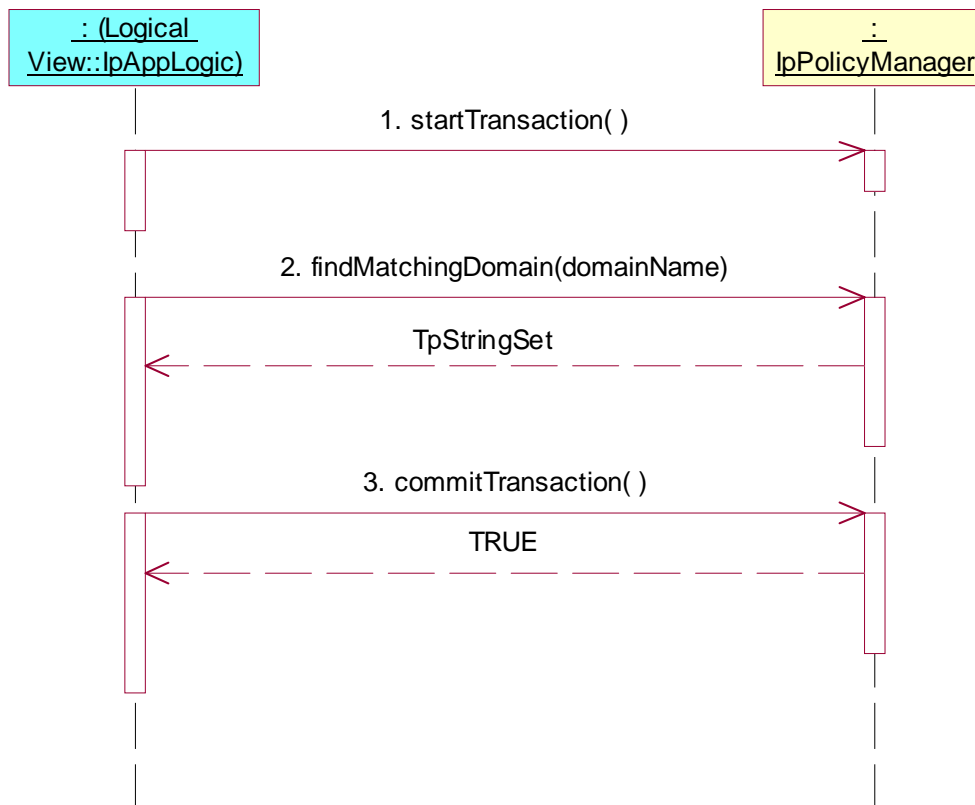 : (Logical
View::IpAppLogic)
:
IpPolicyManager
1. startTransaction( )
2. findMatchingDomain(domainName)
TpStringSet
3. commitTransaction( )
TRUE